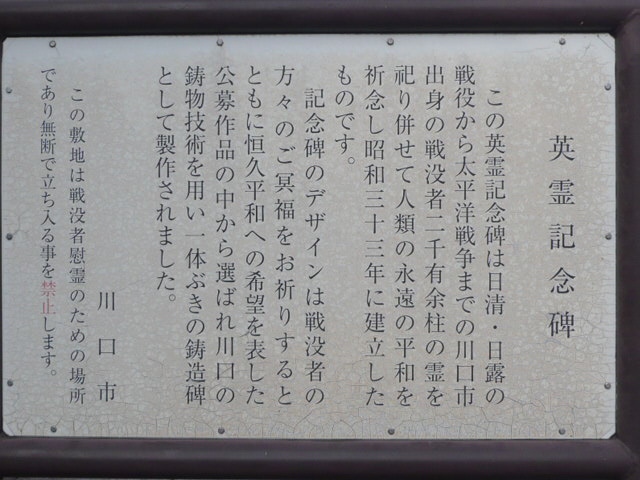 英霊記念碑
この英霊記念碑は日清・日露の
戦役から太平洋戦争までの川口市
出身の戦没者二千有余柱の霊を
祀り併せて人類の永遠の平和を
祈念し昭和三十三年に建立した
ものです。
記念碑のデザインは戦没者の
方々のご冥福をお祈りすると
ともに恒久平和への希望を表した
公募作品の中から選ばれ川口の
鋳物技術を用い一体ぶきの鋳造碑
として製作されました。
川口市
この敷地は戦没者慰霊のための場所
であり無断で立ち入る事を禁止します。